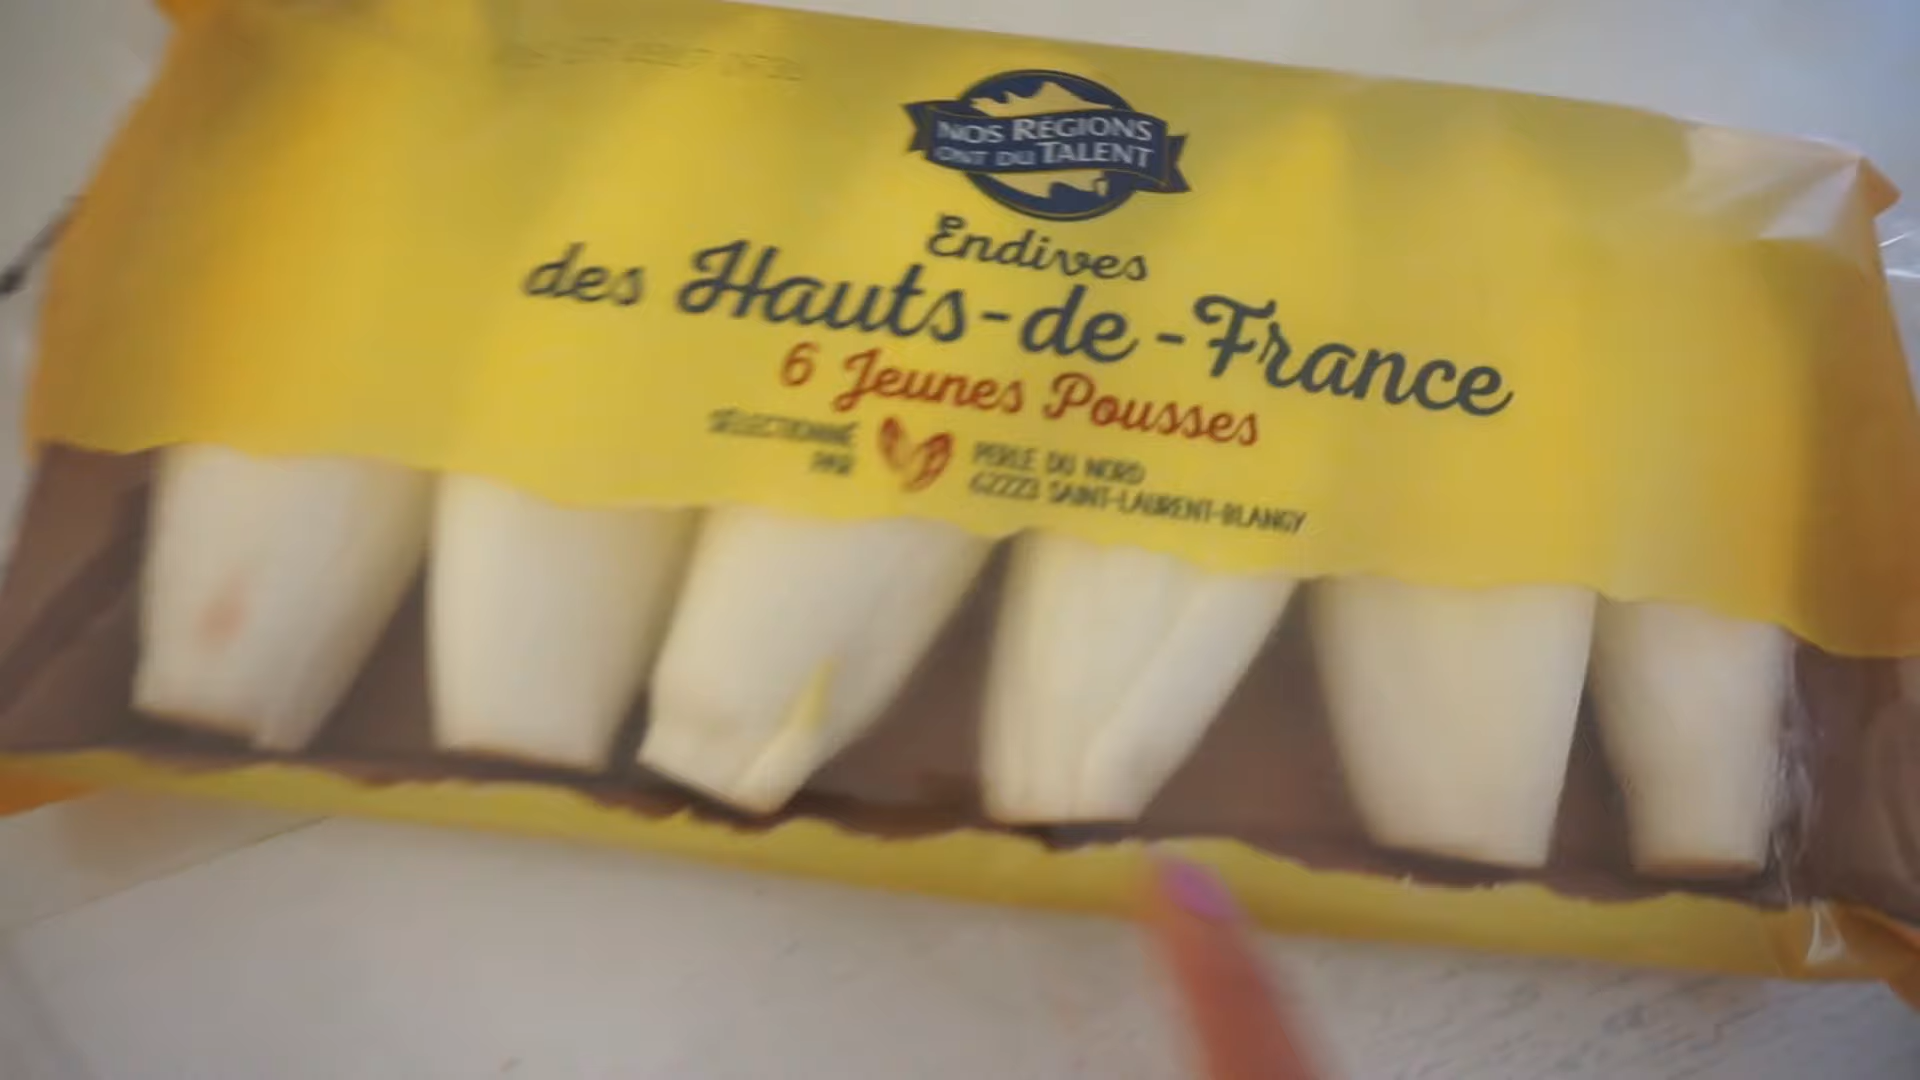 NOS RÉGIONS
ONT DU TALENT
Endives
des Hauts-de-France
6 Jeunes Pousses
SÉLECTIONNÉ
PAR
PERLE DU NORD
62223 SAINT-LAURENT-BLANGY